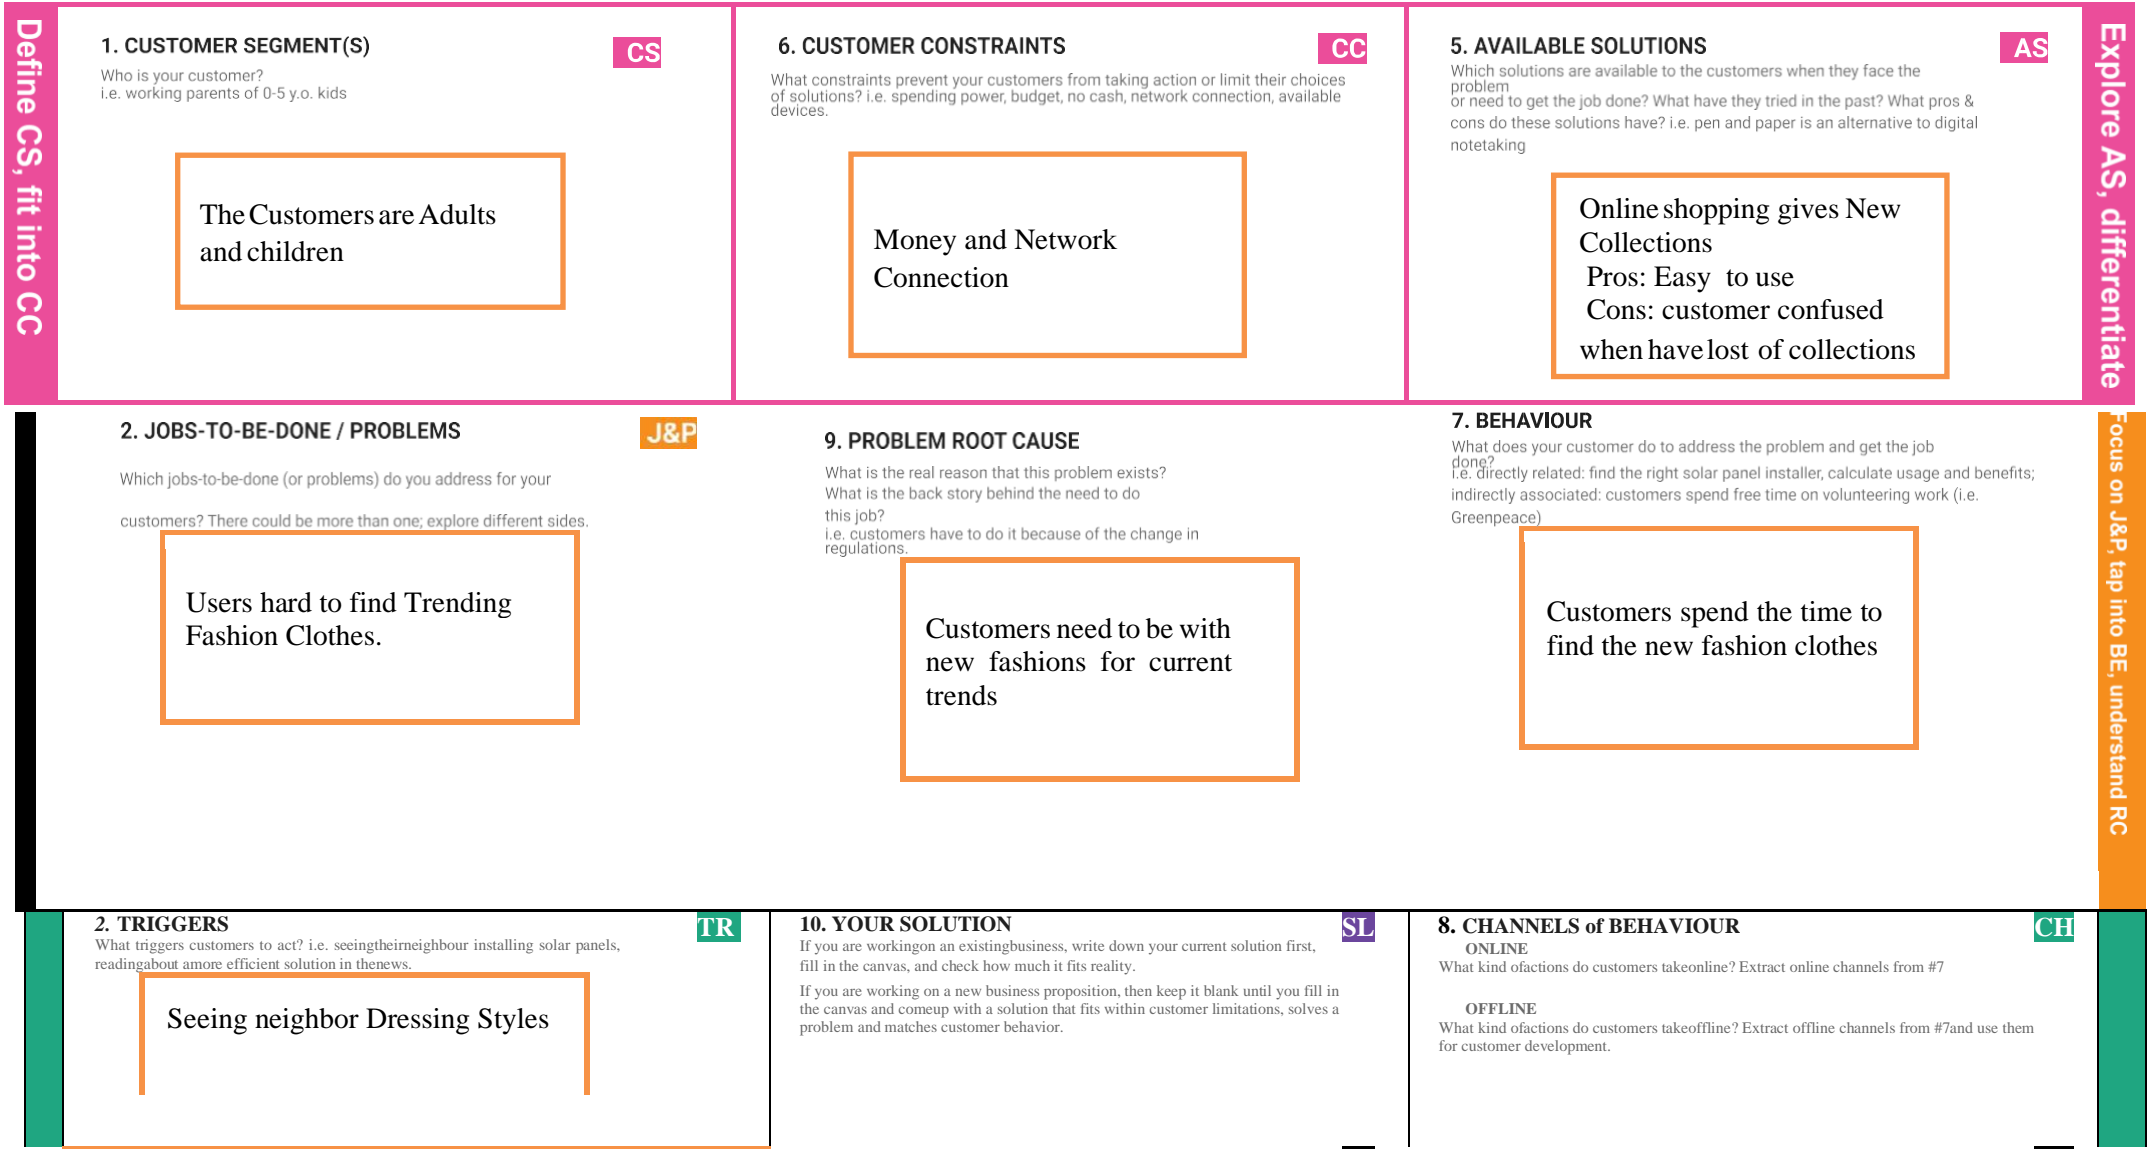 Define CS, fit into CC
1. CUSTOMER SEGMENT(S)
CS
Who is your customer?
i.e. working parents of 0-5 y.o. kids
The Customers are Adults
and children
6. CUSTOMER CONSTRAINTS
CC
What constraints prevent your customers from taking action or limit their choices
of solutions? i.e. spending power, budget, no cash, network connection, available
devices.
Money and Network
Connection
5. AVAILABLE SOLUTIONS
AS
Which solutions are available to the customers when they face the
problem
or need to get the job done? What have they tried in the past? What pros &
cons do these solutions have? i.e. pen and paper is an alternative to digital
notetaking
Online shopping gives New
Collections
Pros: Easy to use
Cons: customer confused
when have lost of collections
Explore AS, differentiate
2. JOBS-TO-BE-DONE / PROBLEMS
J&P
Which jobs-to-be-done (or problems) do you address for your
customers? There could be more than one; explore different sides.
Users hard to find Trending
Fashion Clothes.
9. PROBLEM ROOT CAUSE
What is the real reason that this problem exists?
What is the back story behind the need to do
this job?
i.e. customers have to do it because of the change in
regulations.
Customers need to be with
new fashions for current
trends
7. BEHAVIOUR
What does your customer do to address the problem and get the job
done?
i.e. directly related: find the right solar panel installer, calculate usage and benefits;
indirectly associated: customers spend free time on volunteering work (i.e.
Greenpeace)
Customers spend the time to
find the new fashion clothes
Focus on J&P, tap into BE, understand RC
2. TRIGGERS
TR
What triggers customers to act? i.e. seeingtheirneighbour installing solar panels,
readingabout amore efficient solution in thenews.
Seeing neighbor Dressing Styles
10. YOUR SOLUTION
SL
If you are workingon an existingbusiness, write down your current solution first,
fill in the canvas, and check how much it fits reality.
If you are working on a new business proposition, then keep it blank until you fill in
the canvas and comeup with a solution that fits within customer limitations, solves a
problem and matches customer behavior.
8. CHANNELS of BEHAVIOUR
CH
ONLINE
What kind ofactions do customers takeonline? Extract online channels from #7
OFFLINE
What kind ofactions do customers takeoffline? Extract offline channels from #7and use them
for customer development.